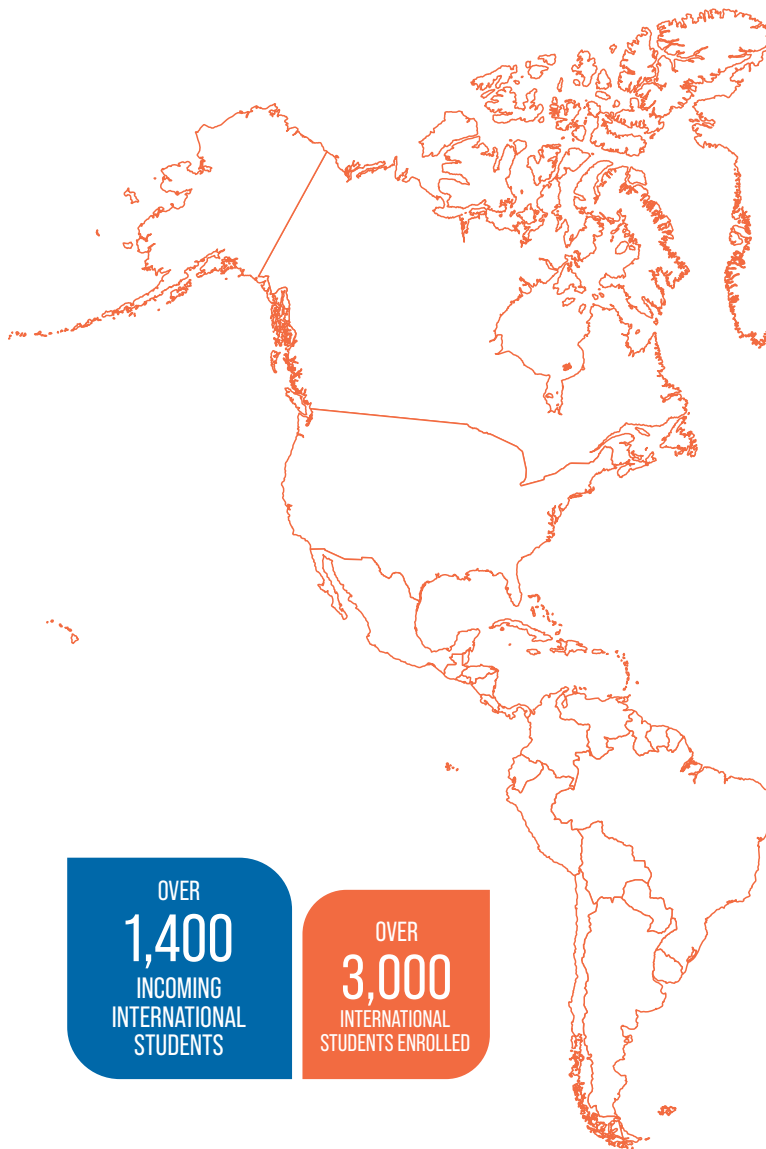 OVER
1,400
INCOMING
INTERNATIONAL
STUDENTS
OVER
3,000
INTERNATIONAL
STUDENTS ENROLLED